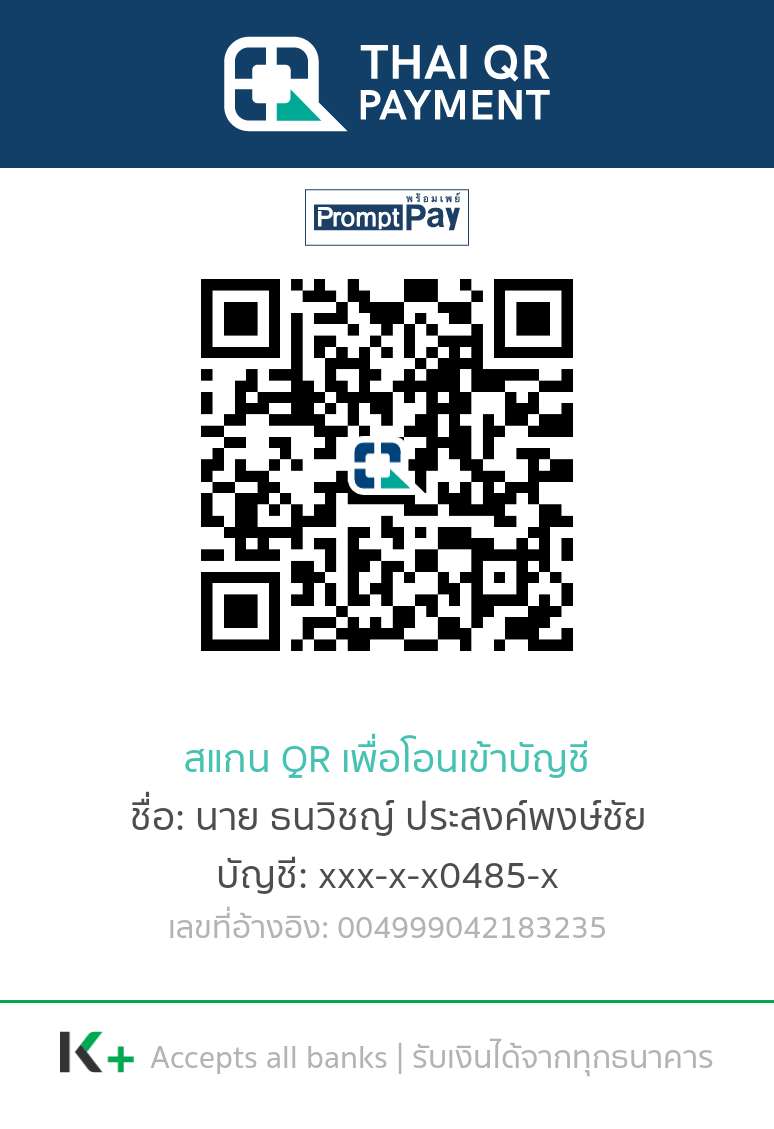 THAI QR
PAYMENT
พร้อมเพย์
PromptPay
สแกน QR เพื่อโอนเข้าบัญชี
ชื่อ: นาย ธนวิชญ์ ประสงค์พงษ์ชัย
บัญชี: xxx-x-x0485-x
เลขที่อ้างอิง: 004999042183235
K+ Accepts all banks | รับเงินได้จากทุกธนาคาร